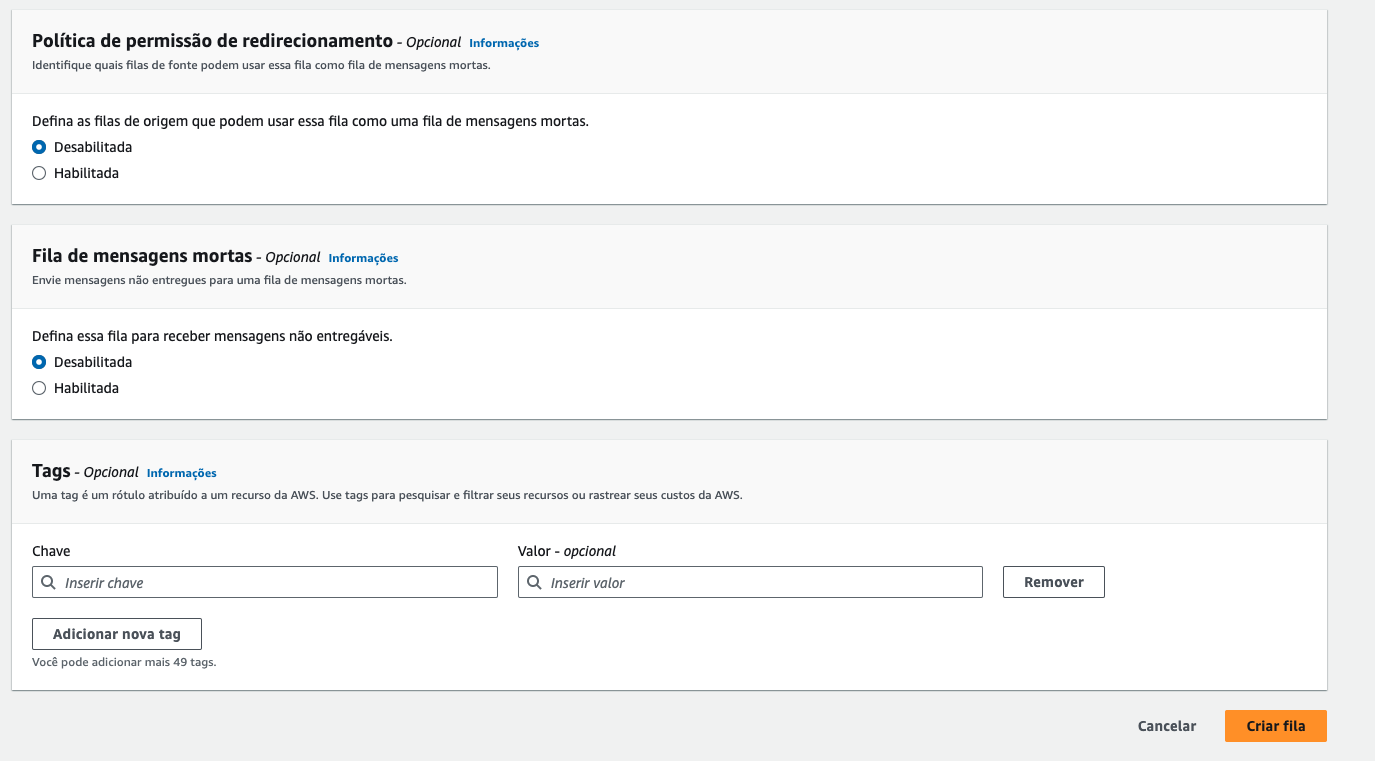 Política de permissão de redirecionamento - Opcional Informações
Identifique quais filas de fonte podem usar essa fila como fila de mensagens mortas.
Defina as filas de origem que podem usar essa fila como uma fila de mensagens mortas.
Desabilitada
Habilitada
Fila de mensagens mortas - Opcional Informações
Envie mensagens não entregues para uma fila de mensagens mortas.
Defina essa fila para receber mensagens não entregáveis.
Desabilitada
Habilitada
Tags - Opcional Informações
Uma tag é um rótulo atribuído a um recurso da AWS. Use tags para pesquisar e filtrar seus recursos ou rastrear seus custos da AWS.
Chave Valor - opcional
Inserir chave Inserir valor Remover
Adicionar nova tag
Você pode adicionar mais 49 tags.
Cancelar Criar fila